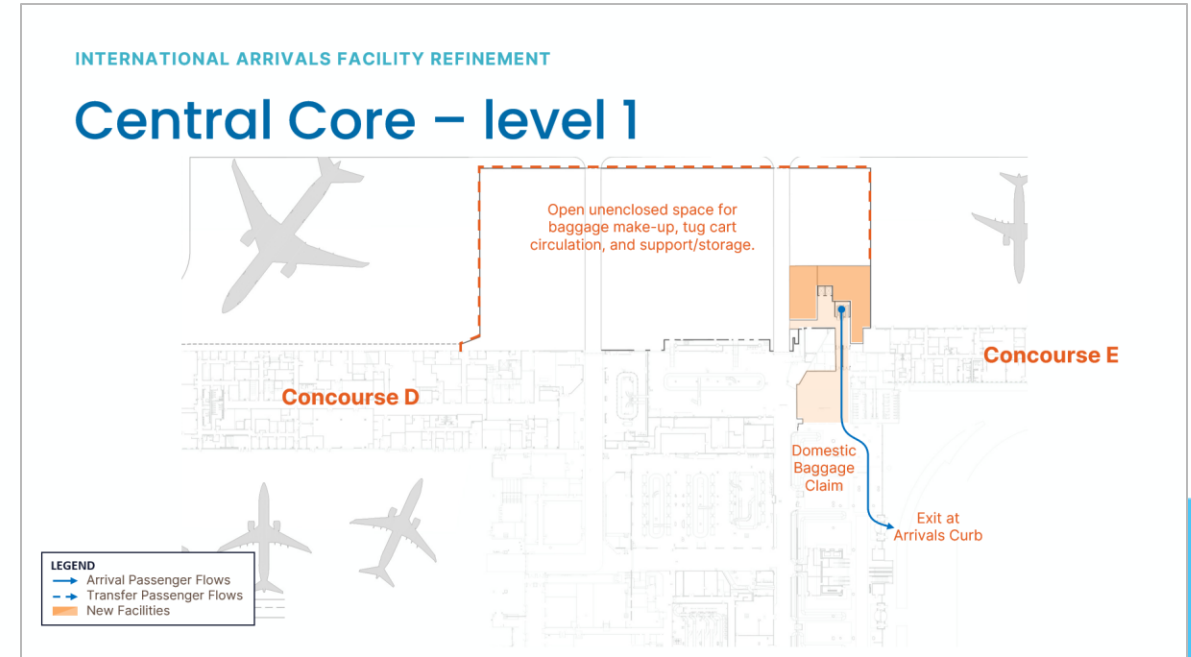 INTERNATIONAL ARRIVALS FACILITY REFINEMENT
Central Core – level 1
Open unenclosed space for
baggage make-up, tug cart
circulation, and support/storage.
Concourse E
Concourse D
Domestic
Baggage
Claim
Exit at
Arrivals Curb
LEGEND
Arrival Passenger Flows
Transfer Passenger Flows
New Facilities